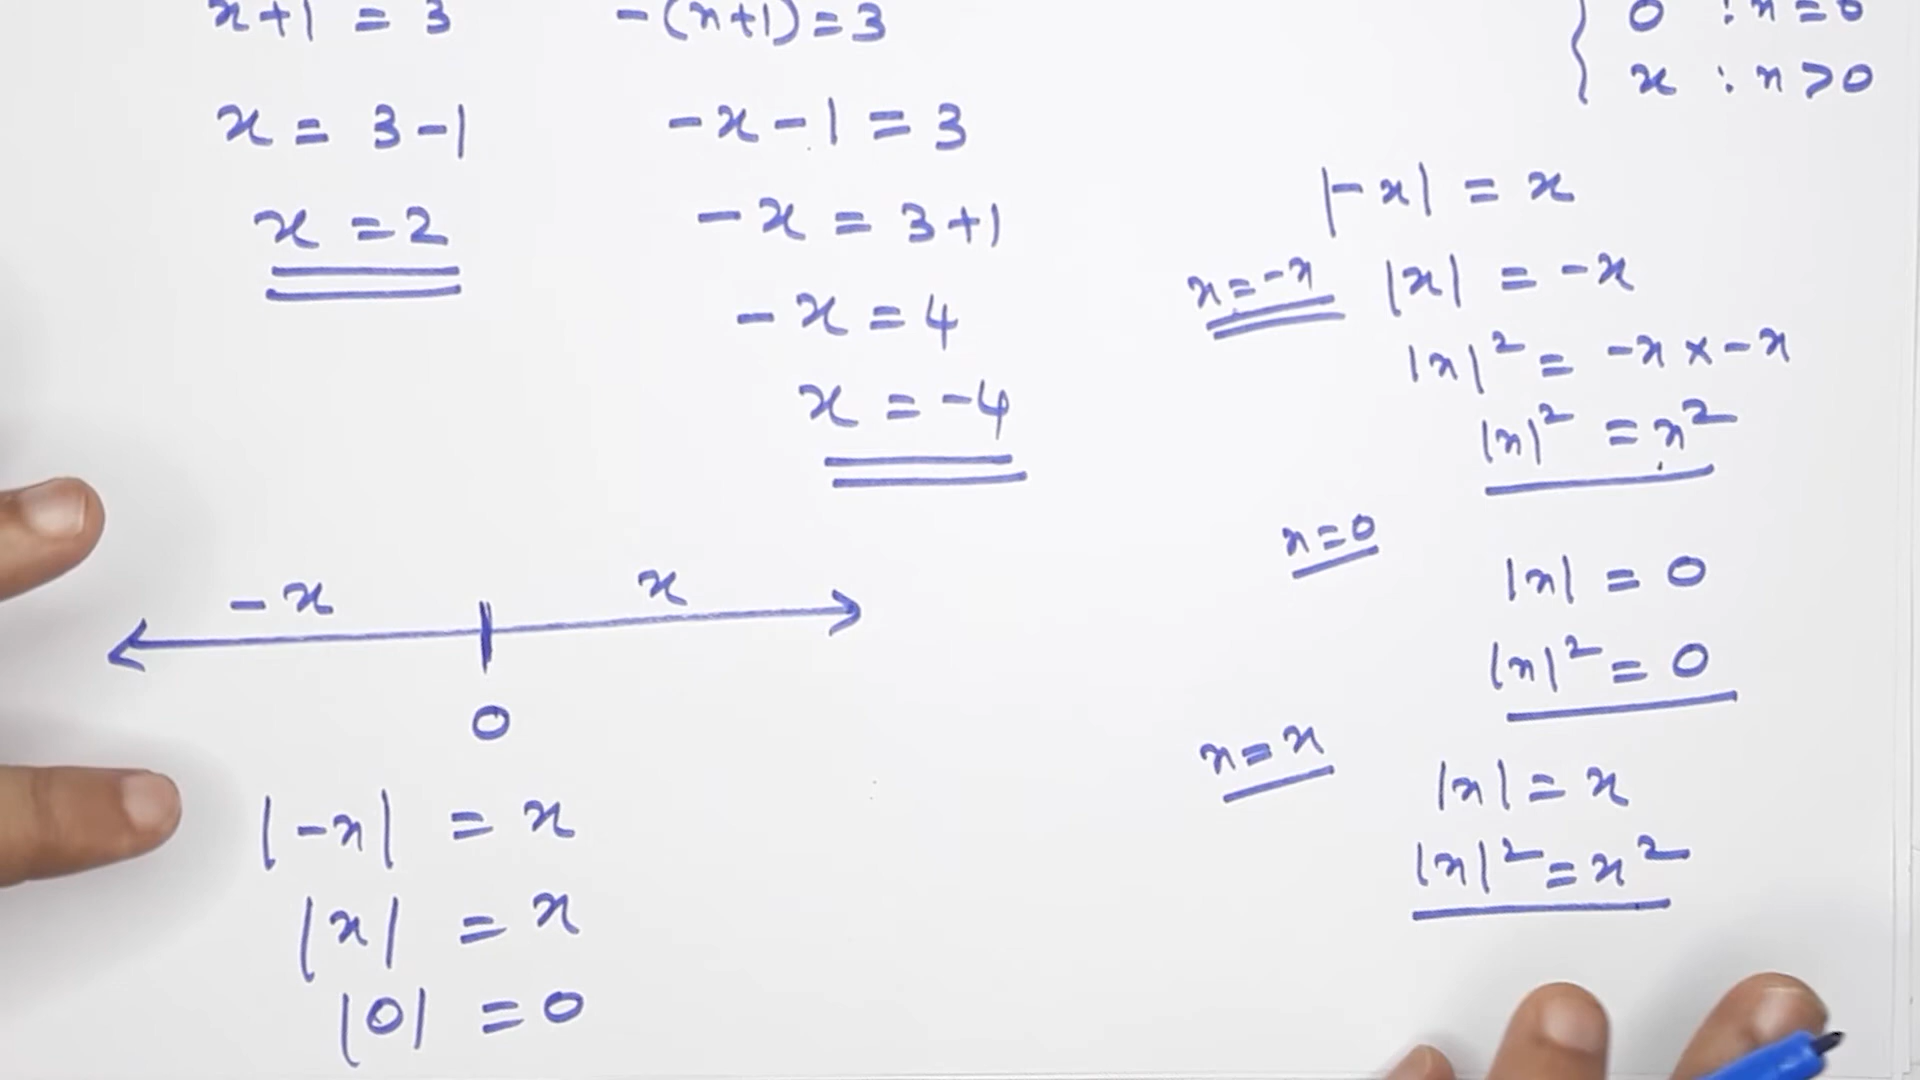 x+1 = 3
x = 3-1
x = 2
-(x+1) = 3
-x-1 = 3
-x = 3+1
-x = 4
x = -4
-x x
0
|-x| = x
|x| = x
|0| = 0
0 : x=0
x : x>0
|-x| = x
x=-x |x| = -x
|x|² = -x × -x
|x|² = x²
x=0
|x| = 0
|x|² = 0
x=x
|x| = x
|x|² = x²